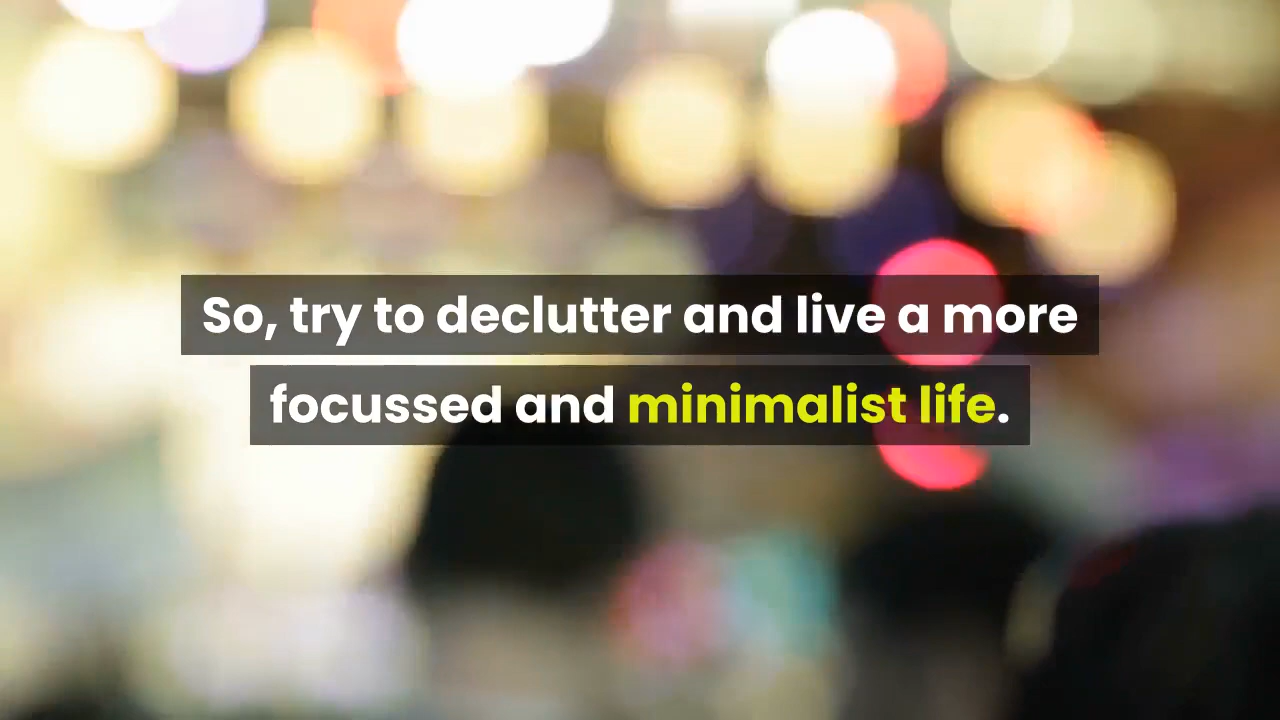 So, try to declutter and live a more
focussed and minimalist life.